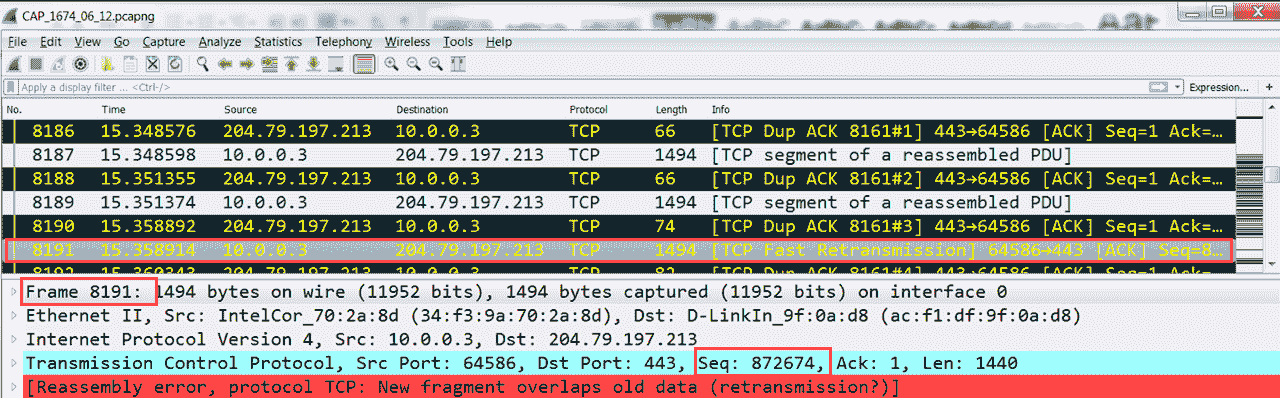 CAP_1674_06_12.pcapng
File Edit View Go Capture Analyze Statistics Telephony Wireless Tools Help
Apply a display filter ... <Ctrl-/>
Expression... +
No. Time Source Destination Protocol Length Info
8186 15.348576 204.79.197.213 10.0.0.3 TCP 66 [TCP Dup ACK 8161#1] 443→64586 [ACK] Seq=1 Ack=…
8187 15.348598 10.0.0.3 204.79.197.213 TCP 1494 [TCP segment of a reassembled PDU]
8188 15.351355 204.79.197.213 10.0.0.3 TCP 66 [TCP Dup ACK 8161#2] 443→64586 [ACK] Seq=1 Ack=…
8189 15.351374 10.0.0.3 204.79.197.213 TCP 1494 [TCP segment of a reassembled PDU]
8190 15.358892 204.79.197.213 10.0.0.3 TCP 74 [TCP Dup ACK 8161#3] 443→64586 [ACK] Seq=1 Ack=…
8191 15.358914 10.0.0.3 204.79.197.213 TCP 1494 [TCP Fast Retransmission] 64586→443 [ACK] Seq=8…
8192 15.360343 204.79.197.213 10.0.0.3 TCP 82 [TCP Dup ACK 8161#4] 443→64586 [ACK] Seq=1 Ack=…
Frame 8191: 1494 bytes on wire (11952 bits), 1494 bytes captured (11952 bits) on interface 0
Ethernet II, Src: IntelCor_70:2a:8d (34:f3:9a:70:2a:8d), Dst: D-LinkIn_9f:0a:d8 (ac:f1:df:9f:0a:d8)
Internet Protocol Version 4, Src: 10.0.0.3, Dst: 204.79.197.213
Transmission Control Protocol, Src Port: 64586, Dst Port: 443, Seq: 872674, Ack: 1, Len: 1440
[Reassembly error, protocol TCP: New fragment overlaps old data (retransmission?)]